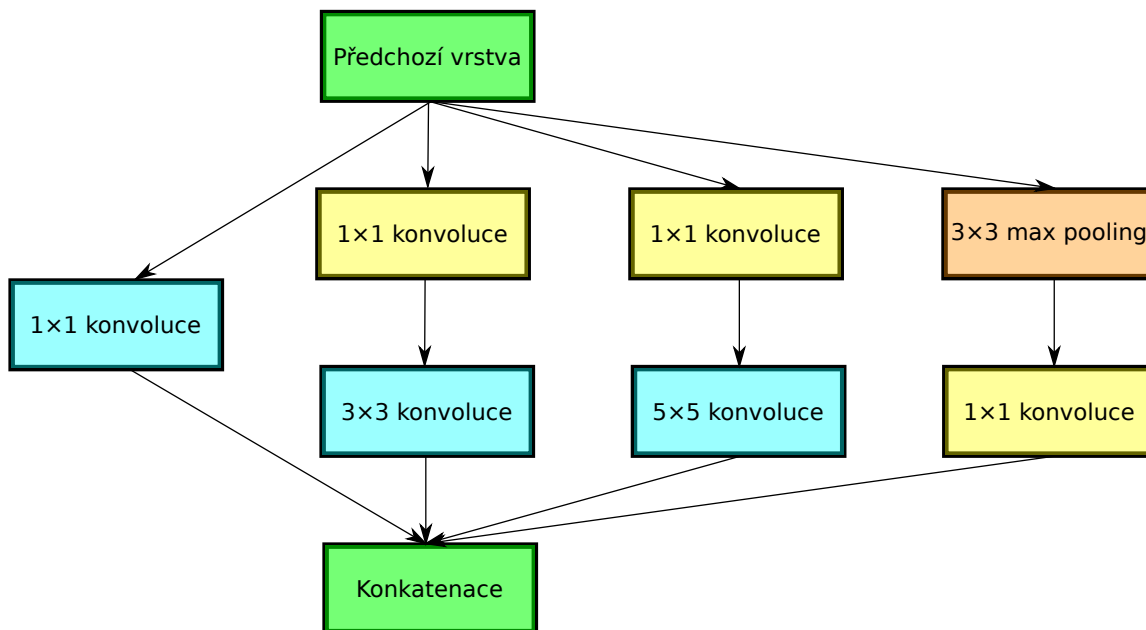 Předchozí vrstva
1×1 konvoluce
1×1 konvoluce
3×3 max pooling
1×1 konvoluce
3×3 konvoluce
5×5 konvoluce
1×1 konvoluce
Konkatenace